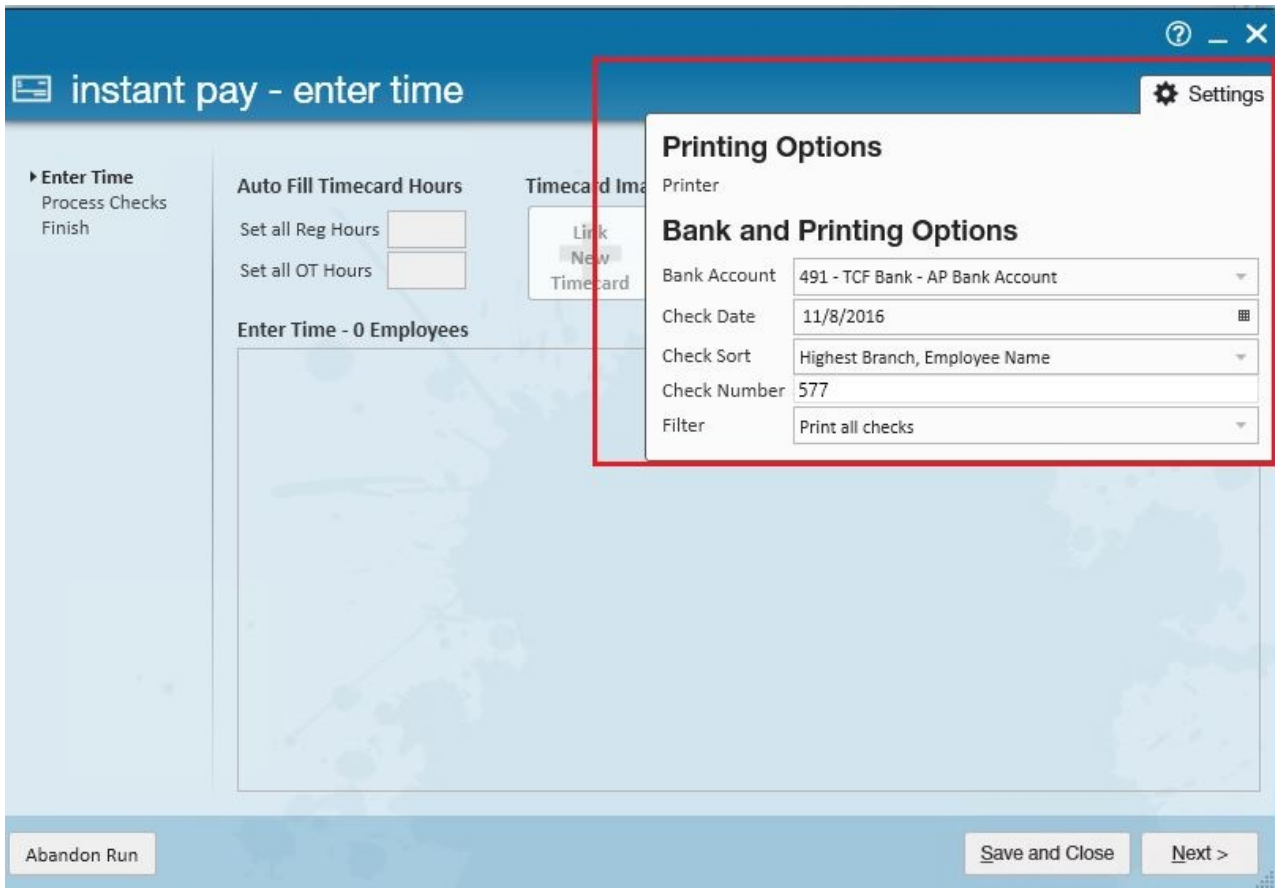 instant pay - enter time
Settings
Enter Time
Process Checks
Finish
Auto Fill Timecard Hours
Set all Reg Hours
Set all OT Hours
Timecard Ima
Link
New
Timecard
Enter Time - 0 Employees
Printing Options
Printer
Bank and Printing Options
Bank Account 491 - TCF Bank - AP Bank Account
Check Date 11/8/2016
Check Sort Highest Branch, Employee Name
Check Number 577
Filter Print all checks
Abandon Run
Save and Close
Next >